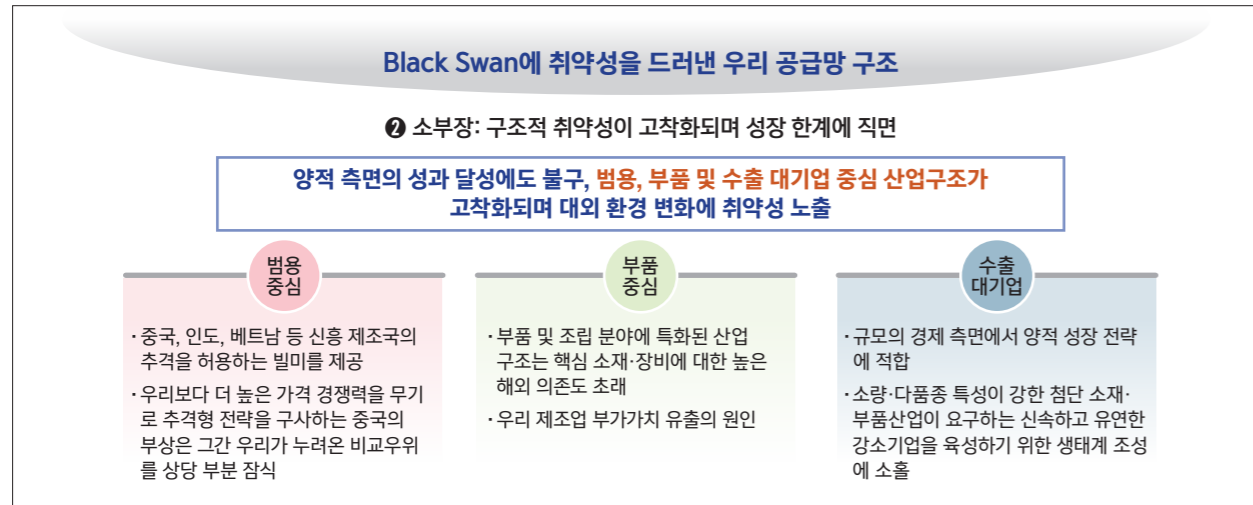 Black Swan에 취약성을 드러낸 우리 공급망 구조
❷ 소부장: 구조적 취약성이 고착화되며 성장 한계에 직면
양적 측면의 성과 달성에도 불구, 범용, 부품 및 수출 대기업 중심 산업구조가
고착화되며 대외 환경 변화에 취약성 노출
범용
중심
· 중국, 인도, 베트남 등 신흥 제조국의
추격을 허용하는 빌미를 제공
· 우리보다 더 높은 가격 경쟁력을 무기
로 추격형 전략을 구사하는 중국의
부상은 그간 우리가 누려온 비교우위
를 상당 부분 잠식
부품
중심
· 부품 및 조립 분야에 특화된 산업
구조는 핵심 소재·장비에 대한 높은
해외 의존도 초래
· 우리 제조업 부가가치 유출의 원인
수출
대기업
· 규모의 경제 측면에서 양적 성장 전략
에 적합
· 소량·다품종 특성이 강한 첨단 소재·
부품산업이 요구하는 신속하고 유연한
강소기업을 육성하기 위한 생태계 조성
에 소홀